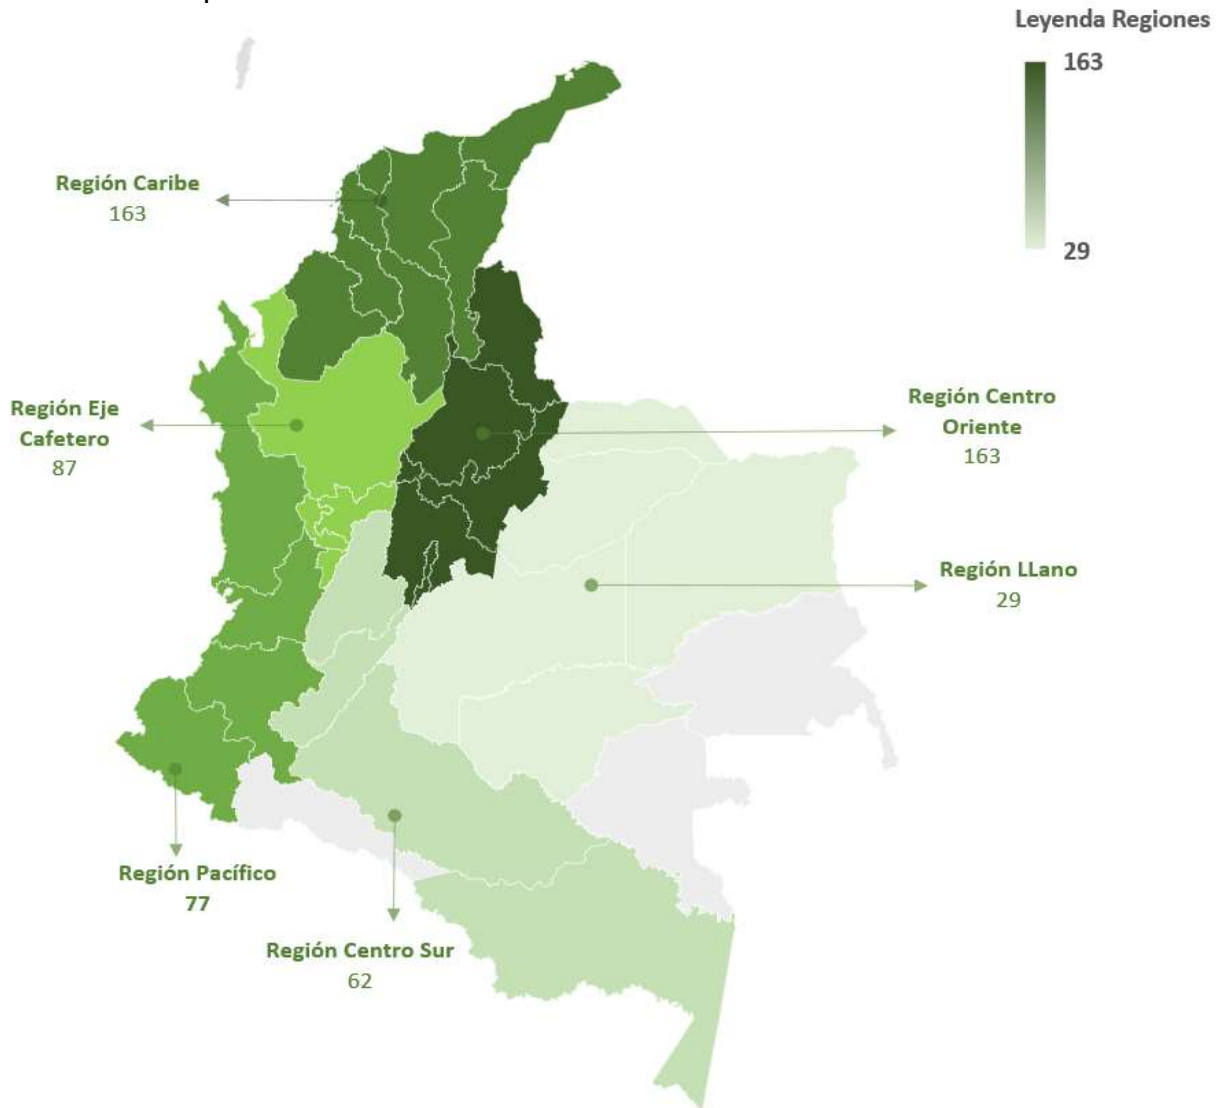 Leyenda Regiones
163
29
Región Caribe
163
Región Eje
Cafetero
87
Región Centro
Oriente
163
Región LLano
29
Región Pacífico
77
Región Centro Sur
62